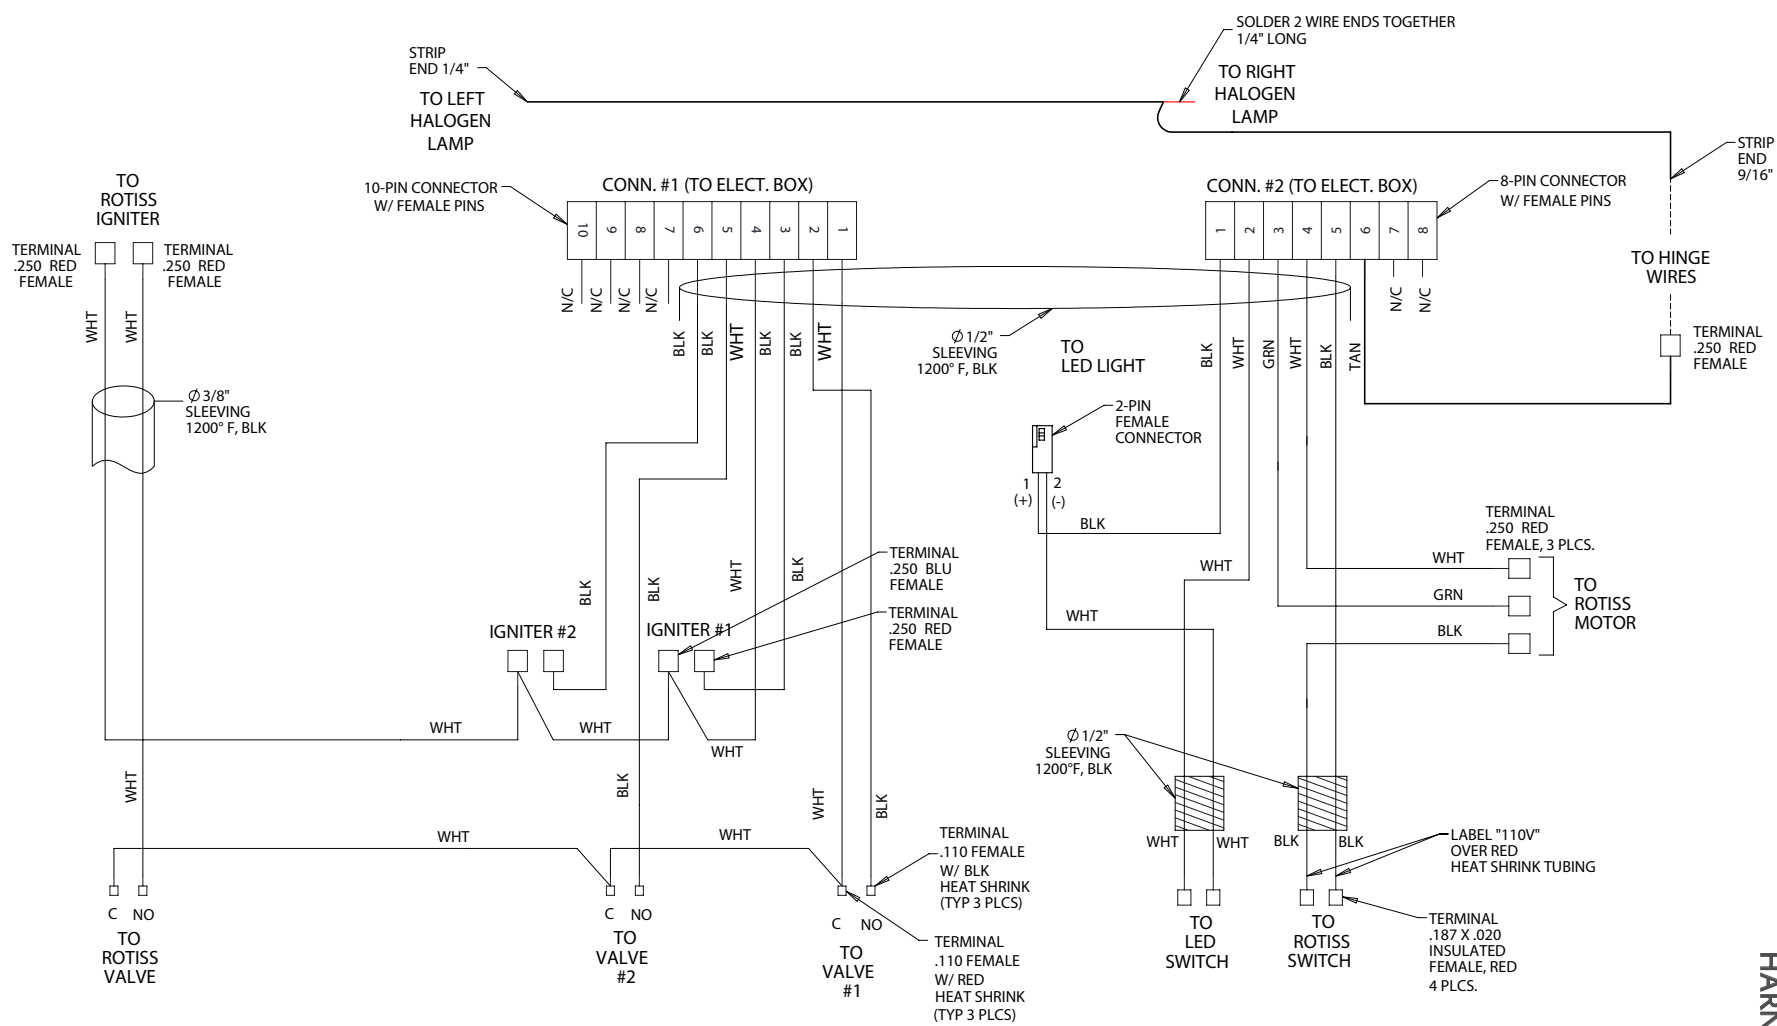 SOLDER 2 WIRE ENDS TOGETHER
1/4" LONG
STRIP
END 1/4"
TO LEFT
HALOGEN
LAMP
TO RIGHT
HALOGEN
LAMP
STRIP
END
9/16"
TO
ROTISS
IGNITER
TERMINAL
.250 RED
FEMALE
TERMINAL
.250 RED
FEMALE
10-PIN CONNECTOR
W/ FEMALE PINS
CONN. #1 (TO ELECT. BOX)
10
9
8
7
6
5
4
3
2
1
CONN. #2 (TO ELECT. BOX)
1
2
3
4
5
6
7
8
8-PIN CONNECTOR
W/ FEMALE PINS
TO HINGE
WIRES
TERMINAL
.250 RED
FEMALE
WHT
WHT
N/C
N/C
N/C
N/C
BLK
BLK
WHT
BLK
BLK
WHT
Ø 1/2"
SLEEVING
1200° F, BLK
TO
LED LIGHT
BLK
WHT
GRN
WHT
BLK
TAN
N/C
N/C
Ø 3/8"
SLEEVING
1200° F, BLK
2-PIN
FEMALE
CONNECTOR
1
(+)
2
(-)
BLK
WHT
WHT
TERMINAL
.250 RED
FEMALE, 3 PLCS.
WHT
GRN
BLK
TO
ROTISS
MOTOR
TERMINAL
.250 BLU
FEMALE
TERMINAL
.250 RED
FEMALE
BLK
BLK
WHT
BLK
IGNITER #2
IGNITER #1
WHT
WHT
WHT
WHT
BLK
WHT
BLK
WHT
WHT
Ø 1/2"
SLEEVING
1200°F, BLK
WHT
WHT
BLK
BLK
LABEL "110V"
OVER RED
HEAT SHRINK TUBING
TERMINAL
.110 FEMALE
W/ BLK
HEAT SHRINK
(TYP 3 PLCS)
TERMINAL
.110 FEMALE
W/ RED
HEAT SHRINK
(TYP 3 PLCS)
C NO
TO
ROTISS
VALVE
C NO
TO
VALVE
#2
C NO
TO
VALVE
#1
TO
LED
SWITCH
TO
ROTISS
SWITCH
TERMINAL
.187 X .020
INSULATED
FEMALE, RED
4 PLCS.